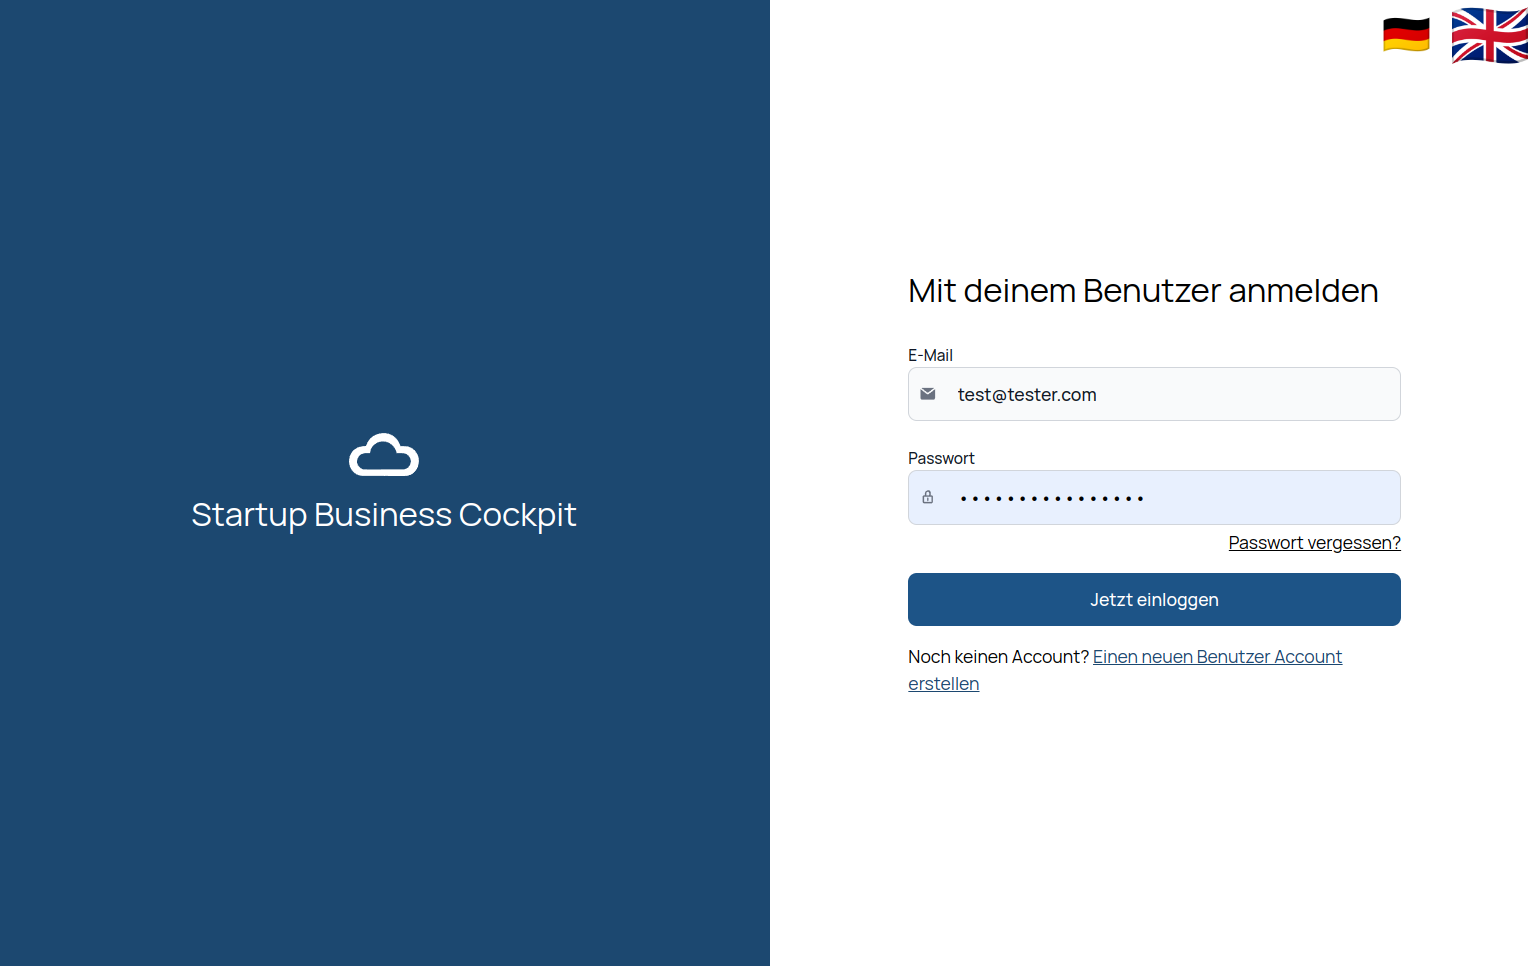 Startup Business Cockpit
Mit deinem Benutzer anmelden
E-Mail
test@tester.com
Passwort
••••••••••••••••
Passwort vergessen?
Jetzt einloggen
Noch keinen Account? Einen neuen Benutzer Account
erstellen